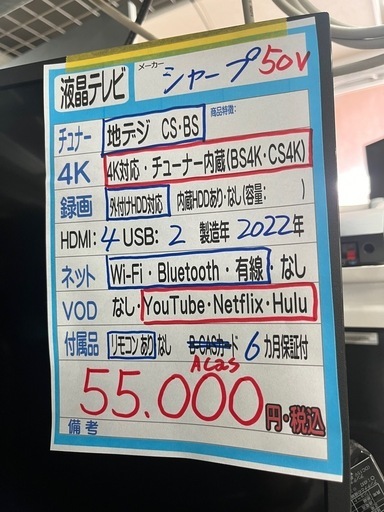 液晶テレビ メーカー シャープ50V
商品特徴:
チューナー 地デジ CS・BS
4K 4K対応・チューナー内蔵(BS4K・CS4K)
録画 外付けHDD対応 内蔵HDDあり・なし(容量: )
HDMI:4 USB:2 製造年2022年
ネット Wi-Fi・Bluetooth・有線・なし
VOD なし・YouTube・Netflix・Hulu
付属品 リモコンあり・なし B-CASカード 6カ月保証付
ACAS
55.000円・税込
備考